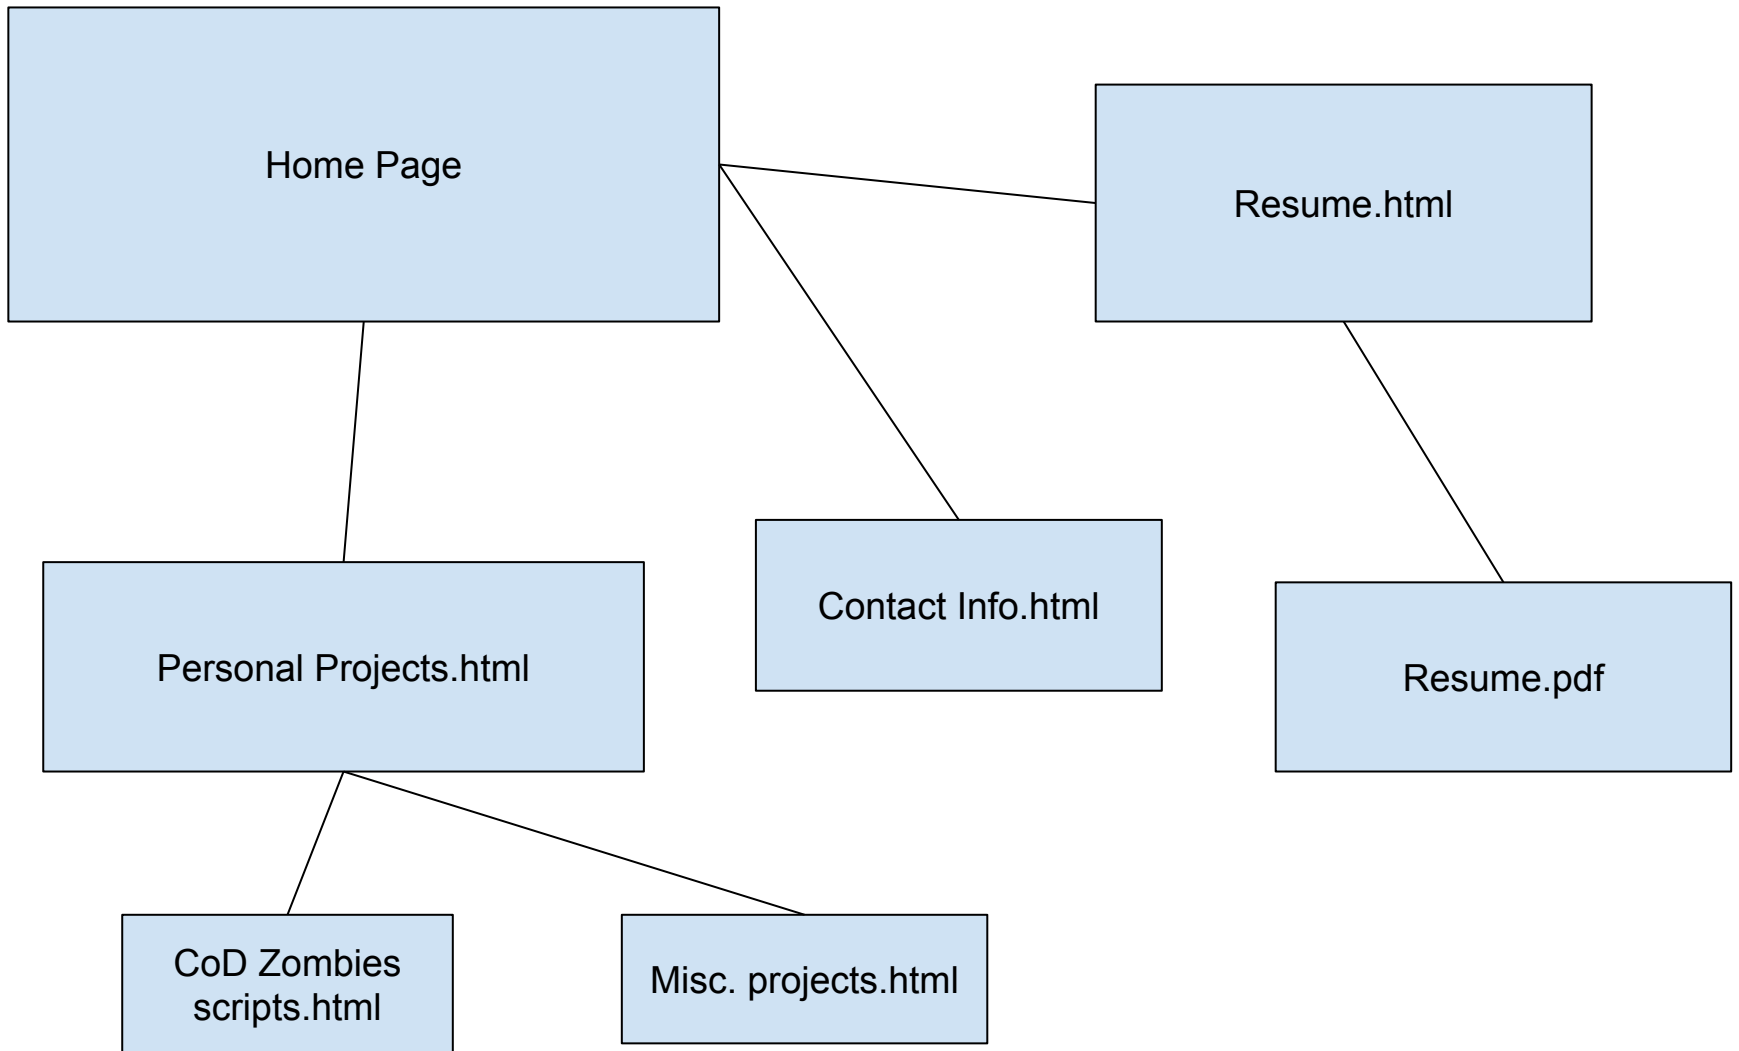 Home Page
Resume.html
Contact Info.html
Personal Projects.html
Resume.pdf
CoD Zombies
scripts.html
Misc. projects.html